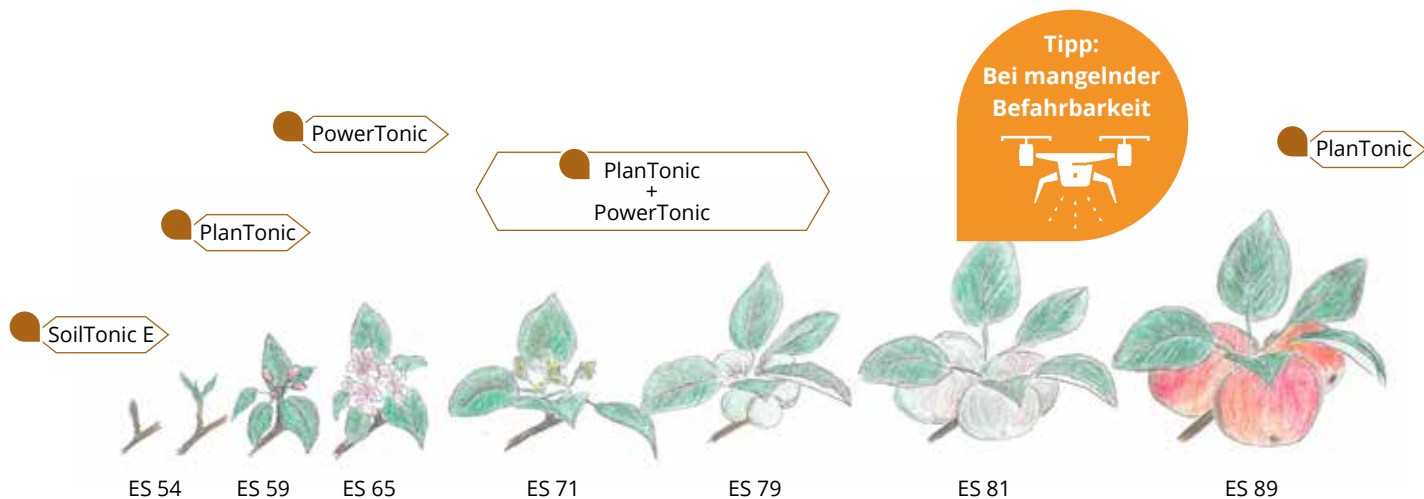 Tipp:
Bei mangelnder
Befahrbarkeit
PowerTonic
PlanTonic
PlanTonic
+
PowerTonic
PlanTonic
SoilTonic E
ES 54
ES 59
ES 65
ES 71
ES 79
ES 81
ES 89